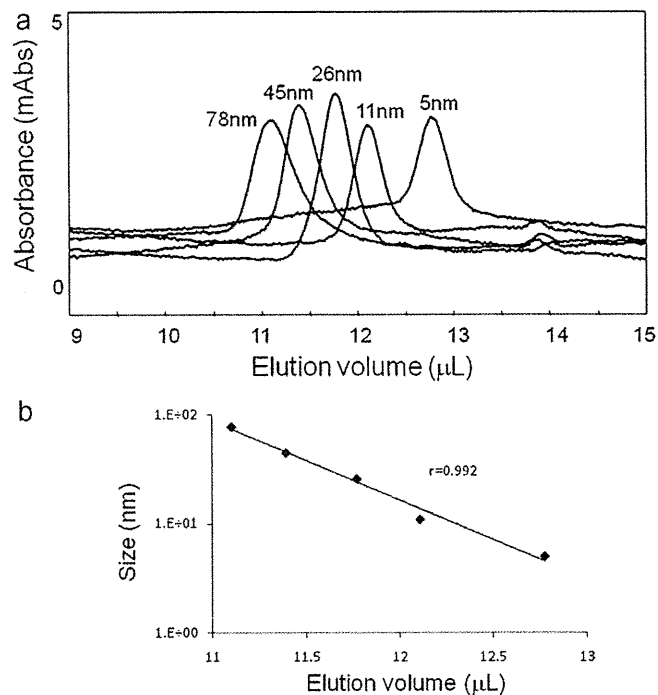 a
5
Absorbance (mAbs)
0
78nm
45nm
26nm
11nm
5nm
9 10 11 12 13 14 15
Elution volume (μL)
b
1.E+02
1.E+01
1.E+00
Size (nm)
r=0.992
11 11.5 12 12.5 13
Elution volume (μL)